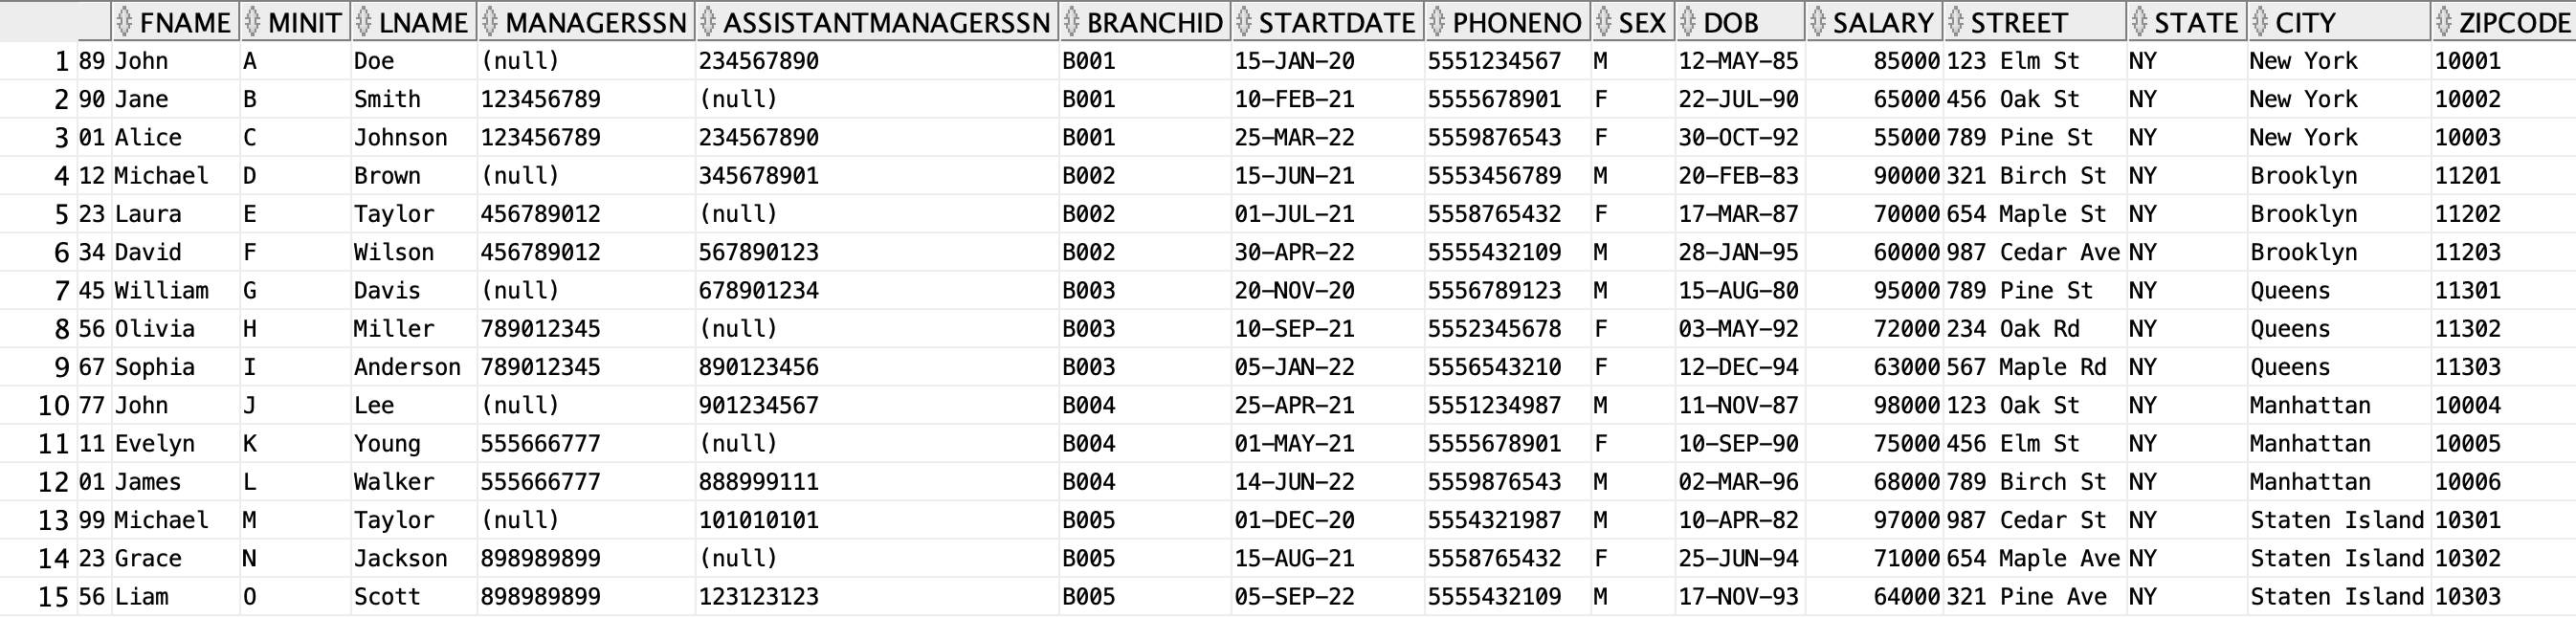 FNAME MINIT LNAME MANAGERSSN ASSISTANTMANAGERSSN BRANCHID STARTDATE PHONENO SEX DOB SALARY STREET STATE CITY ZIPCODE
1 89 John A Doe (null) 234567890 B001 15-JAN-20 5551234567 M 12-MAY-85 85000 123 Elm St NY New York 10001
2 90 Jane B Smith 123456789 (null) B001 10-FEB-21 5555678901 F 22-JUL-90 65000 456 Oak St NY New York 10002
3 01 Alice C Johnson 123456789 234567890 B001 25-MAR-22 5559876543 F 30-OCT-92 55000 789 Pine St NY New York 10003
4 12 Michael D Brown (null) 345678901 B002 15-JUN-21 5553456789 M 20-FEB-83 90000 321 Birch St NY Brooklyn 11201
5 23 Laura E Taylor 456789012 (null) B002 01-JUL-21 5558765432 F 17-MAR-87 70000 654 Maple St NY Brooklyn 11202
6 34 David F Wilson 456789012 567890123 B002 30-APR-22 5555432109 M 28-JAN-95 60000 987 Cedar Ave NY Brooklyn 11203
7 45 William G Davis (null) 678901234 B003 20-NOV-20 5556789123 M 15-AUG-80 95000 789 Pine St NY Queens 11301
8 56 Olivia H Miller 789012345 (null) B003 10-SEP-21 5552345678 F 03-MAY-92 72000 234 Oak Rd NY Queens 11302
9 67 Sophia I Anderson 789012345 890123456 B003 05-JAN-22 5556543210 F 12-DEC-94 63000 567 Maple Rd NY Queens 11303
10 77 John J Lee (null) 901234567 B004 25-APR-21 5551234987 M 11-NOV-87 98000 123 Oak St NY Manhattan 10004
11 11 Evelyn K Young 555666777 (null) B004 01-MAY-21 5555678901 F 10-SEP-90 75000 456 Elm St NY Manhattan 10005
12 01 James L Walker 555666777 888999111 B004 14-JUN-22 5559876543 M 02-MAR-96 68000 789 Birch St NY Manhattan 10006
13 99 Michael M Taylor (null) 101010101 B005 01-DEC-20 5554321987 M 10-APR-82 97000 987 Cedar St NY Staten Island 10301
14 23 Grace N Jackson 898989899 (null) B005 15-AUG-21 5558765432 F 25-JUN-94 71000 654 Maple Ave NY Staten Island 10302
15 56 Liam O Scott 898989899 123123123 B005 05-SEP-22 5555432109 M 17-NOV-93 64000 321 Pine Ave NY Staten Island 10303